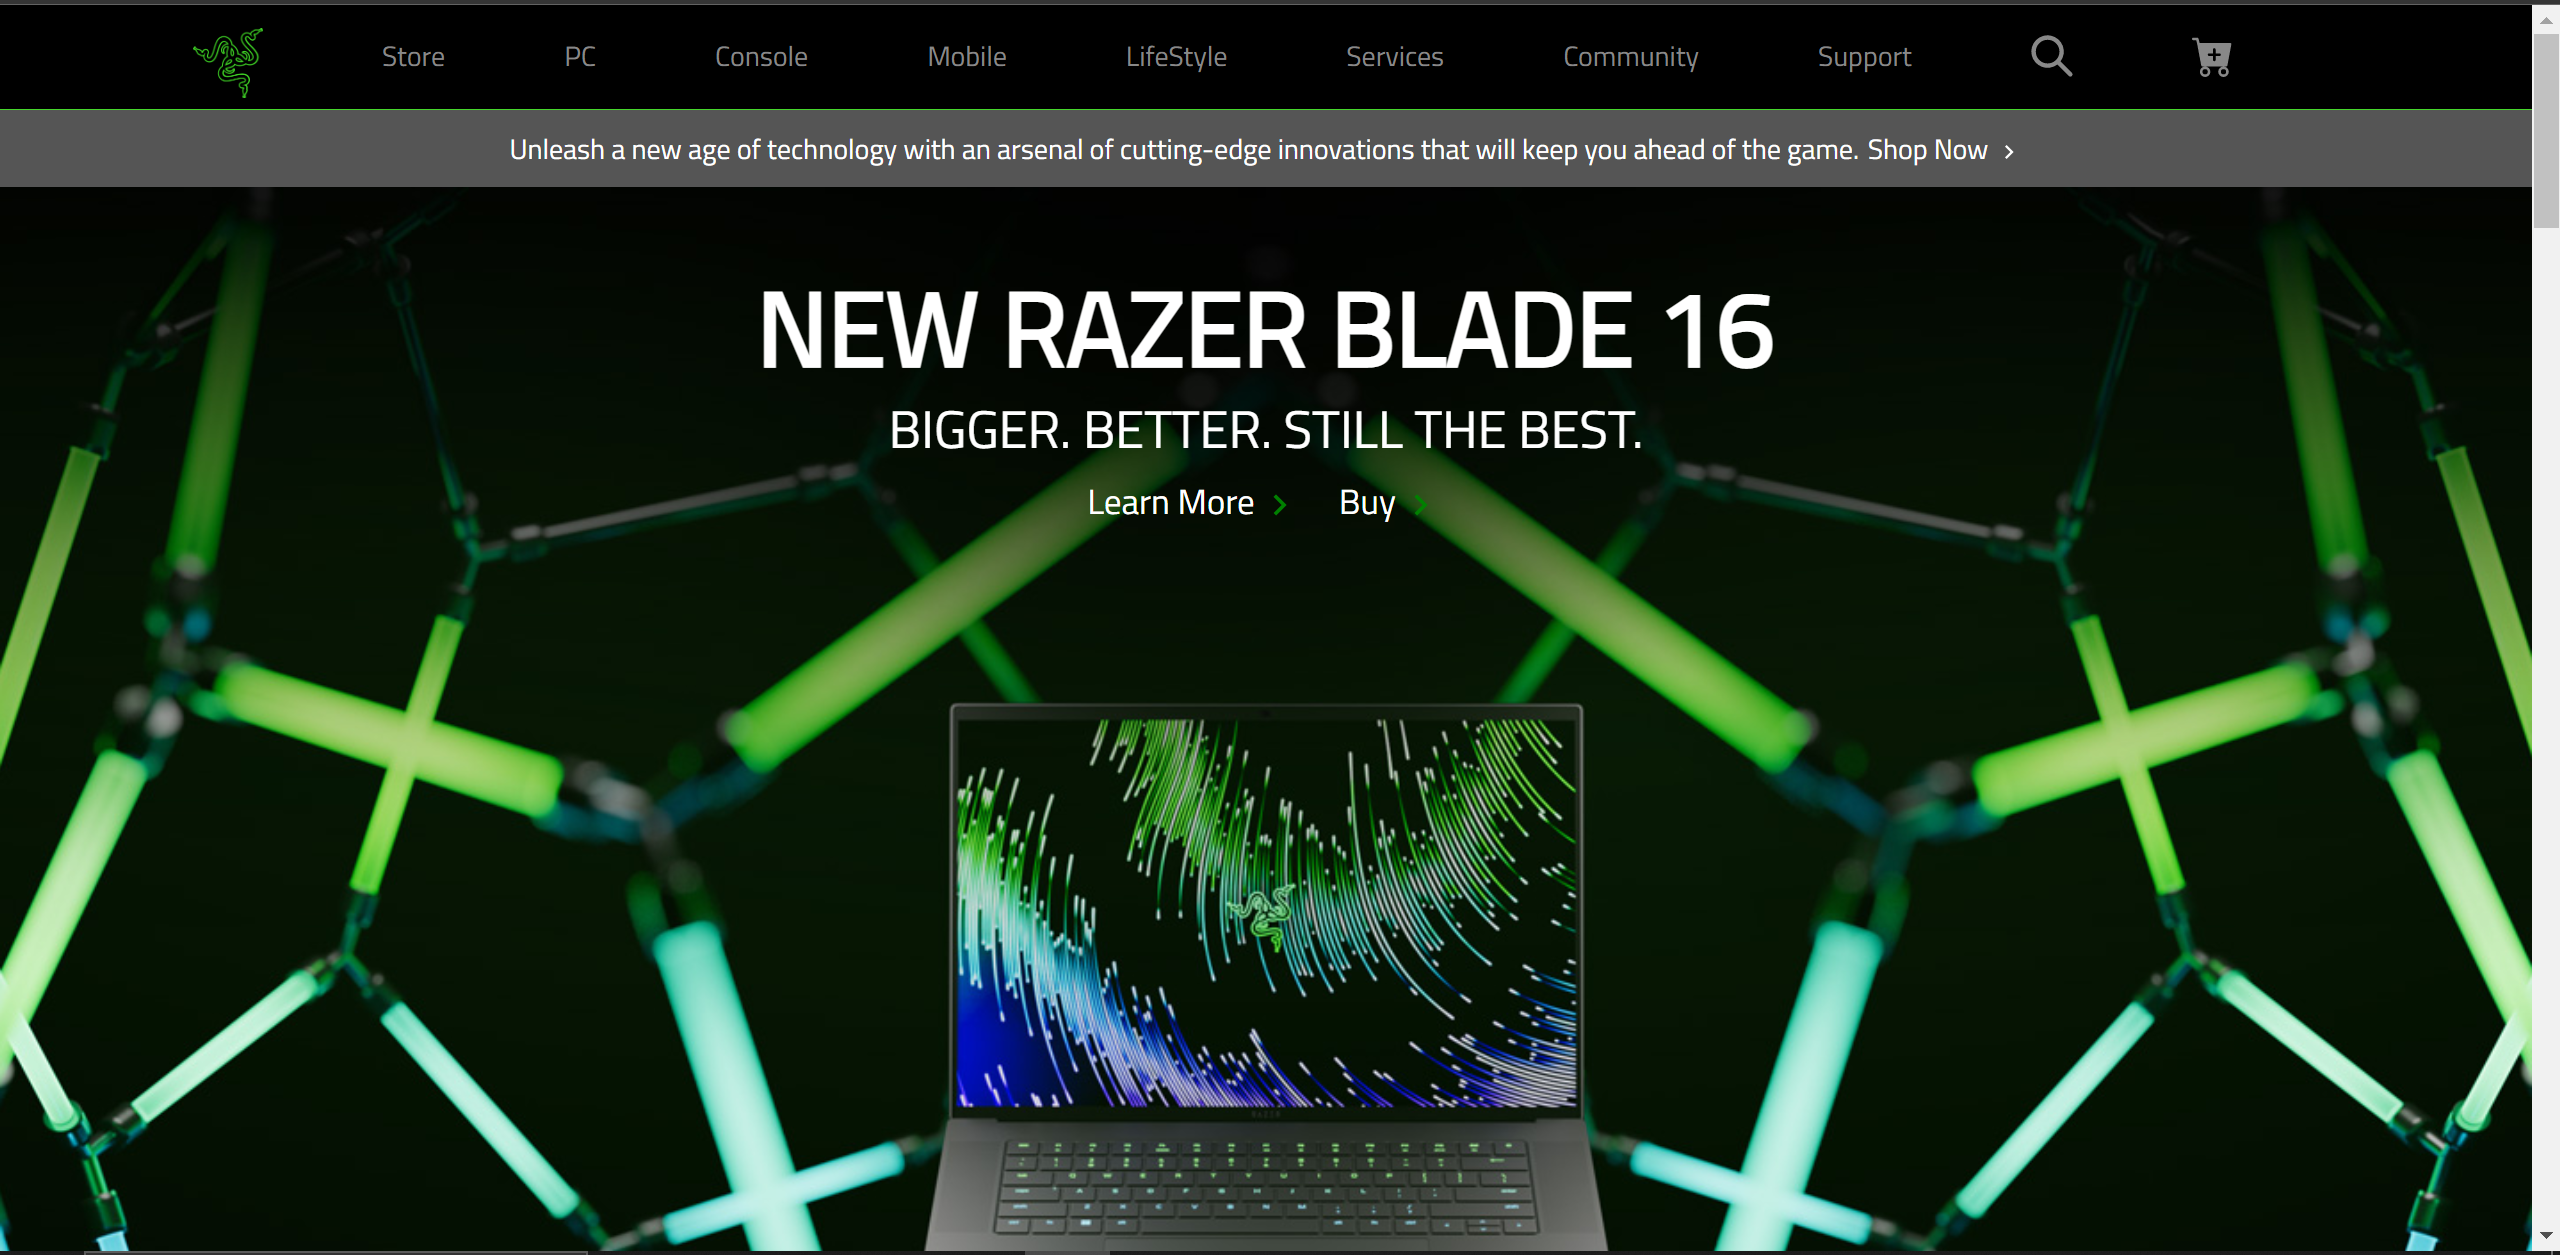 Store PC Console Mobile LifeStyle Services Community Support
Unleash a new age of technology with an arsenal of cutting-edge innovations that will keep you ahead of the game. Shop Now >
NEW RAZER BLADE 16
BIGGER. BETTER. STILL THE BEST.
Learn More > Buy >
RAZER